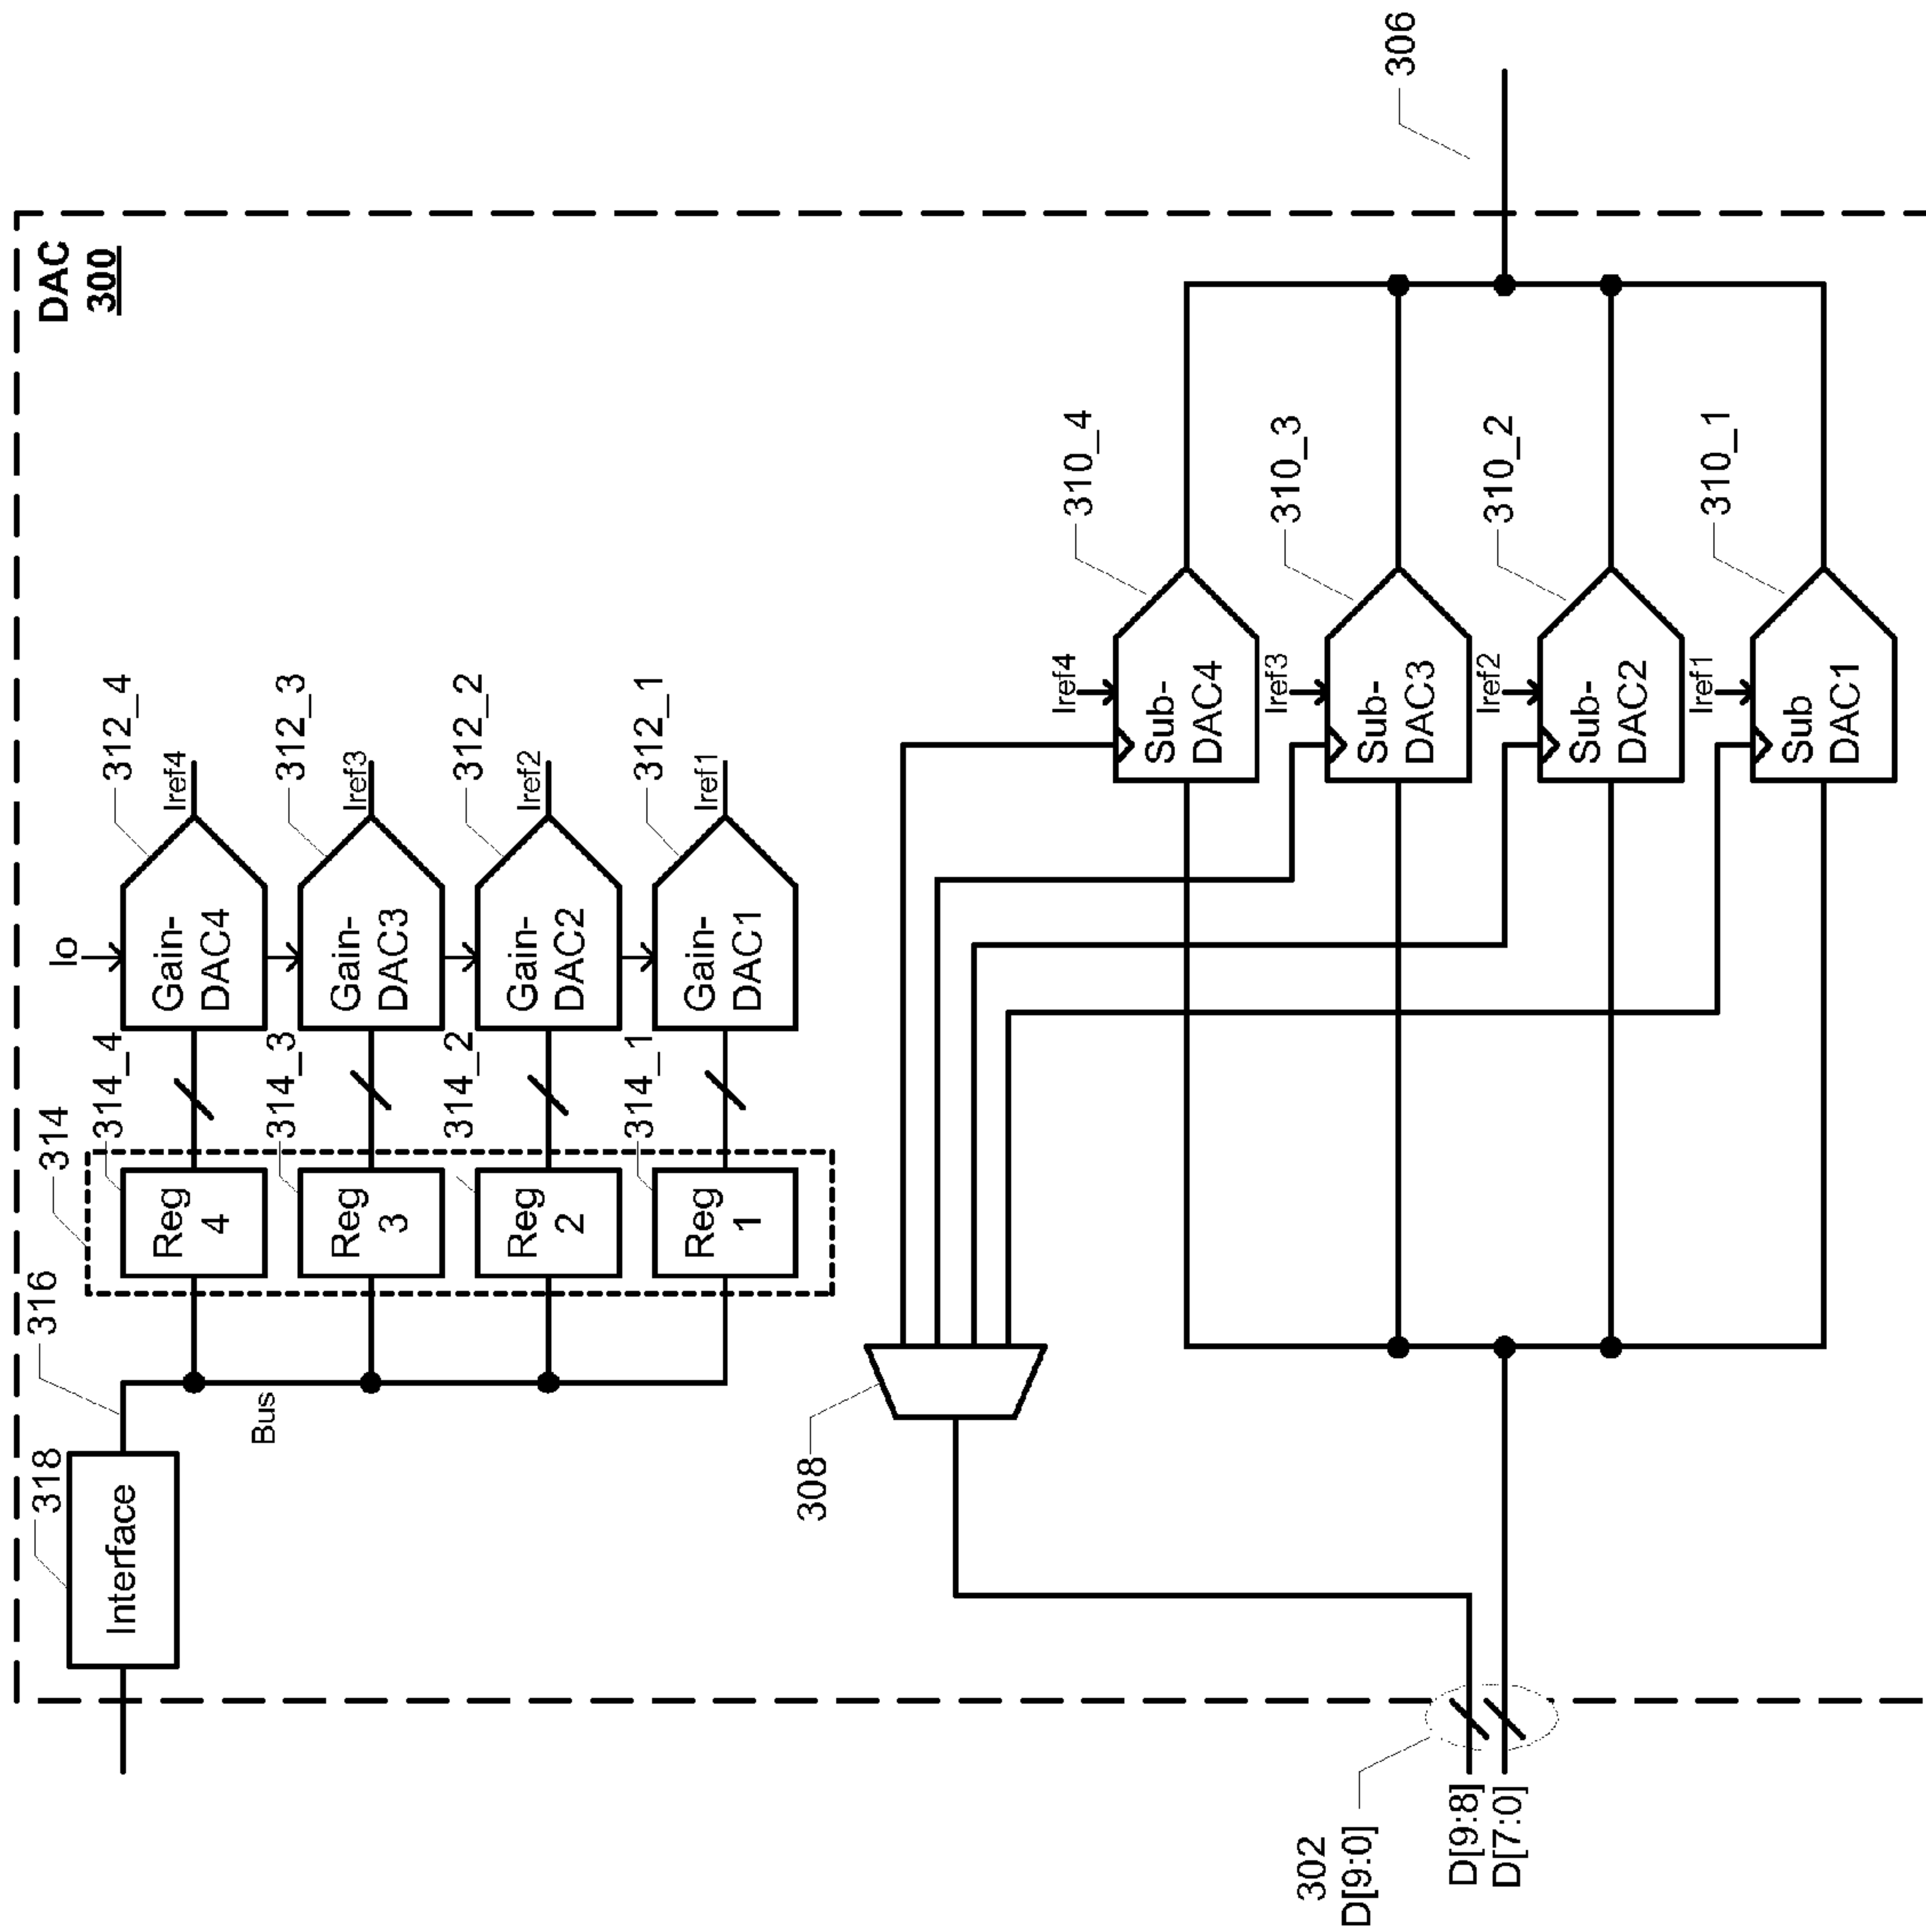 DAC
300
318
Interface
316
Bus
314
314_4
Reg
4
314_3
Reg
3
314_2
Reg
2
314_1
Reg
1
Io
Gain-
DAC4
312_4
Iref4
Gain-
DAC3
312_3
Iref3
Gain-
DAC2
312_2
Iref2
Gain-
DAC1
312_1
Iref1
308
Iref4
Sub-
DAC4
310_4
Iref3
Sub-
DAC3
310_3
Iref2
Sub-
DAC2
310_2
Iref1
Sub
DAC1
310_1
306
302
D[9:0]
D[9:8]
D[7:0]